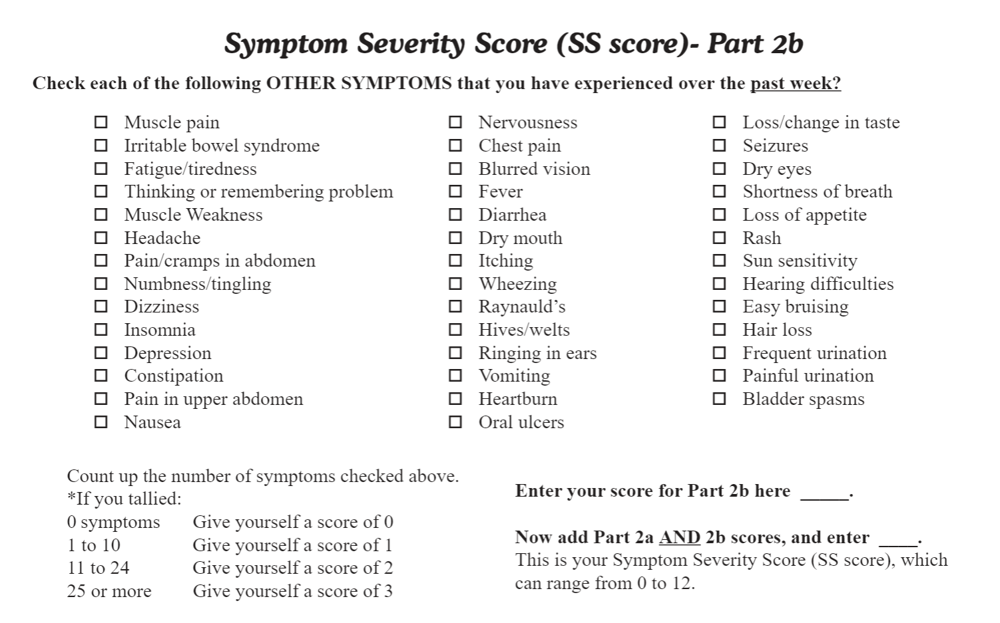 Symptom Severity Score (SS score)- Part 2b
Check each of the following OTHER SYMPTOMS that you have experienced over the past week?
Muscle pain
Irritable bowel syndrome
Fatigue/tiredness
Thinking or remembering problem
Muscle Weakness
Headache
Pain/cramps in abdomen
Numbness/tingling
Dizziness
Insomnia
Depression
Constipation
Pain in upper abdomen
Nausea
Nervousness
Chest pain
Blurred vision
Fever
Diarrhea
Dry mouth
Itching
Wheezing
Raynauld’s
Hives/welts
Ringing in ears
Vomiting
Heartburn
Oral ulcers
Loss/change in taste
Seizures
Dry eyes
Shortness of breath
Loss of appetite
Rash
Sun sensitivity
Hearing difficulties
Easy bruising
Hair loss
Frequent urination
Painful urination
Bladder spasms
Count up the number of symptoms checked above.
*If you tallied:
0 symptoms Give yourself a score of 0
1 to 10 Give yourself a score of 1
11 to 24 Give yourself a score of 2
25 or more Give yourself a score of 3
Enter your score for Part 2b here _____.
Now add Part 2a AND 2b scores, and enter ____.
This is your Symptom Severity Score (SS score), which
can range from 0 to 12.